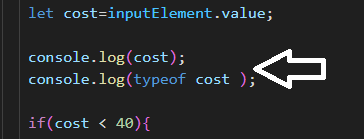 let cost=inputElement.value;
console.log(cost);
console.log(typeof cost );
if(cost < 40){